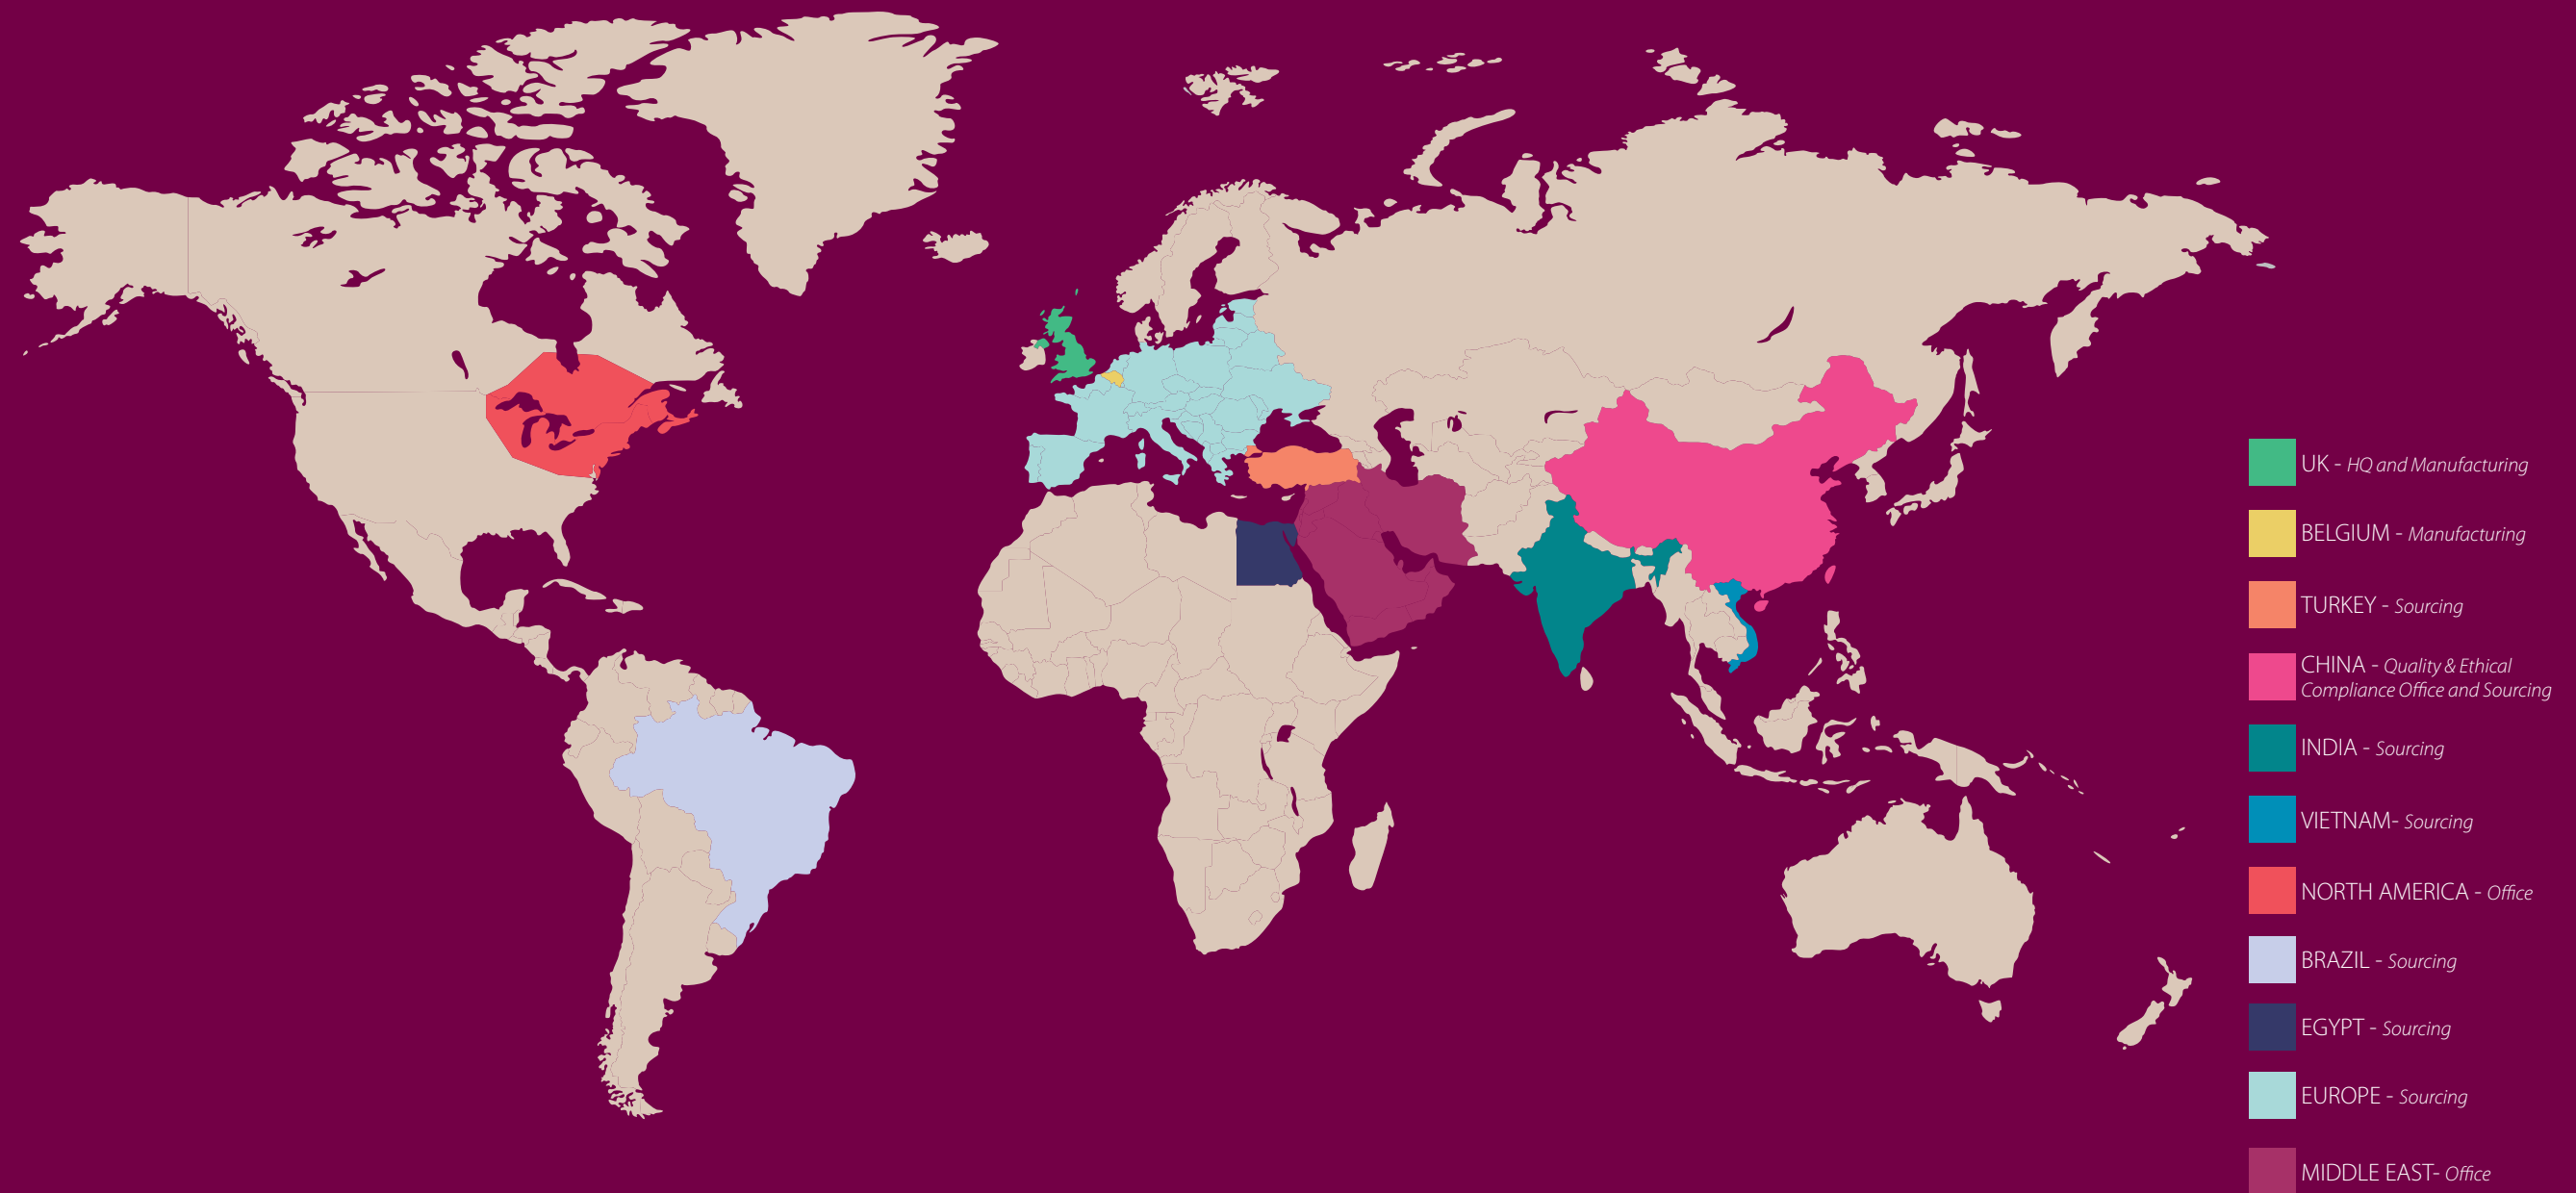 UK - HQ and Manufacturing
BELGIUM - Manufacturing
TURKEY - Sourcing
CHINA - Quality & Ethical
Compliance Office and Sourcing
INDIA - Sourcing
VIETNAM- Sourcing
NORTH AMERICA - Office
BRAZIL - Sourcing
EGYPT - Sourcing
EUROPE - Sourcing
MIDDLE EAST- Office